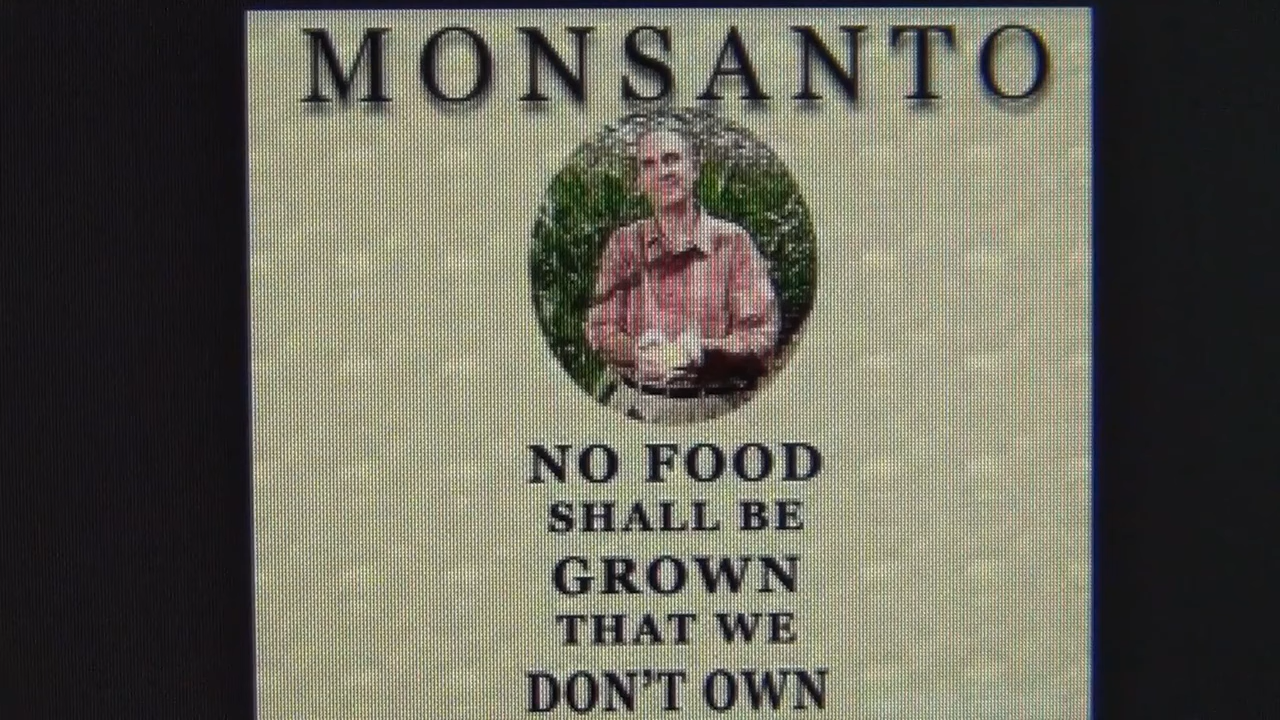 MONSANTO
NO FOOD
SHALL BE
GROWN
THAT WE
DON'T OWN